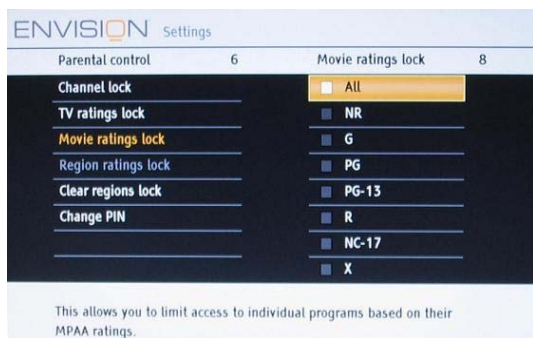 ENVISION Settings
Parental control 6 Movie ratings lock 8
Channel lock All
TV ratings lock NR
Movie ratings lock G
Region ratings lock PG
Clear regions lock PG-13
Change PIN R
NC-17
X
This allows you to limit access to individual programs based on their
MPAA ratings.